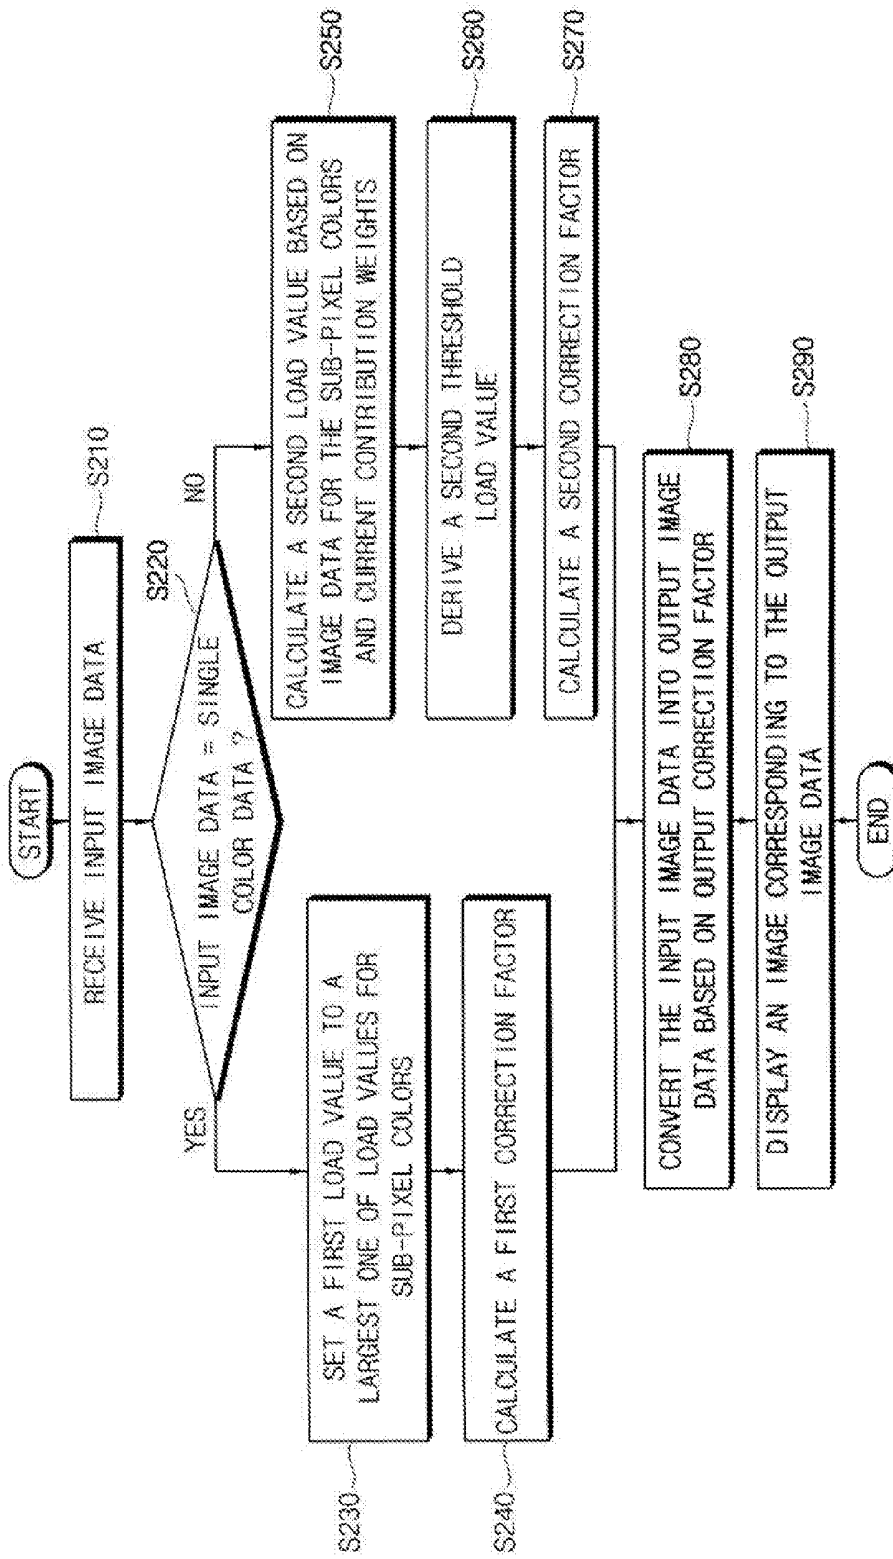 START
RECEIVE INPUT IMAGE DATA
S210
INPUT IMAGE DATA = SINGLE
COLOR DATA ?
S220
YES
NO
SET A FIRST LOAD VALUE TO A
LARGEST ONE OF LOAD VALUES FOR
SUB-PIXEL COLORS
S230
CALCULATE A FIRST CORRECTION FACTOR
S240
CALCULATE A SECOND LOAD VALUE BASED ON
IMAGE DATA FOR THE SUB-PIXEL COLORS
AND CURRENT CONTRIBUTION WEIGHTS
S250
DERIVE A SECOND THRESHOLD
LOAD VALUE
S260
CALCULATE A SECOND CORRECTION FACTOR
S270
CONVERT THE INPUT IMAGE DATA INTO OUTPUT IMAGE
DATA BASED ON OUTPUT CORRECTION FACTOR
S280
DISPLAY AN IMAGE CORRESPONDING TO THE OUTPUT
IMAGE DATA
S290
END